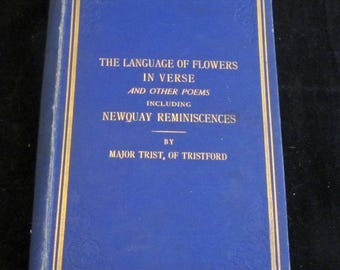 THE LANGUAGE OF FLOWERS
IN VERSE
AND OTHER POEMS
INCLUDING
NEWQUAY REMINISCENCES
BY
MAJOR TRIST, OF TRISTFORD